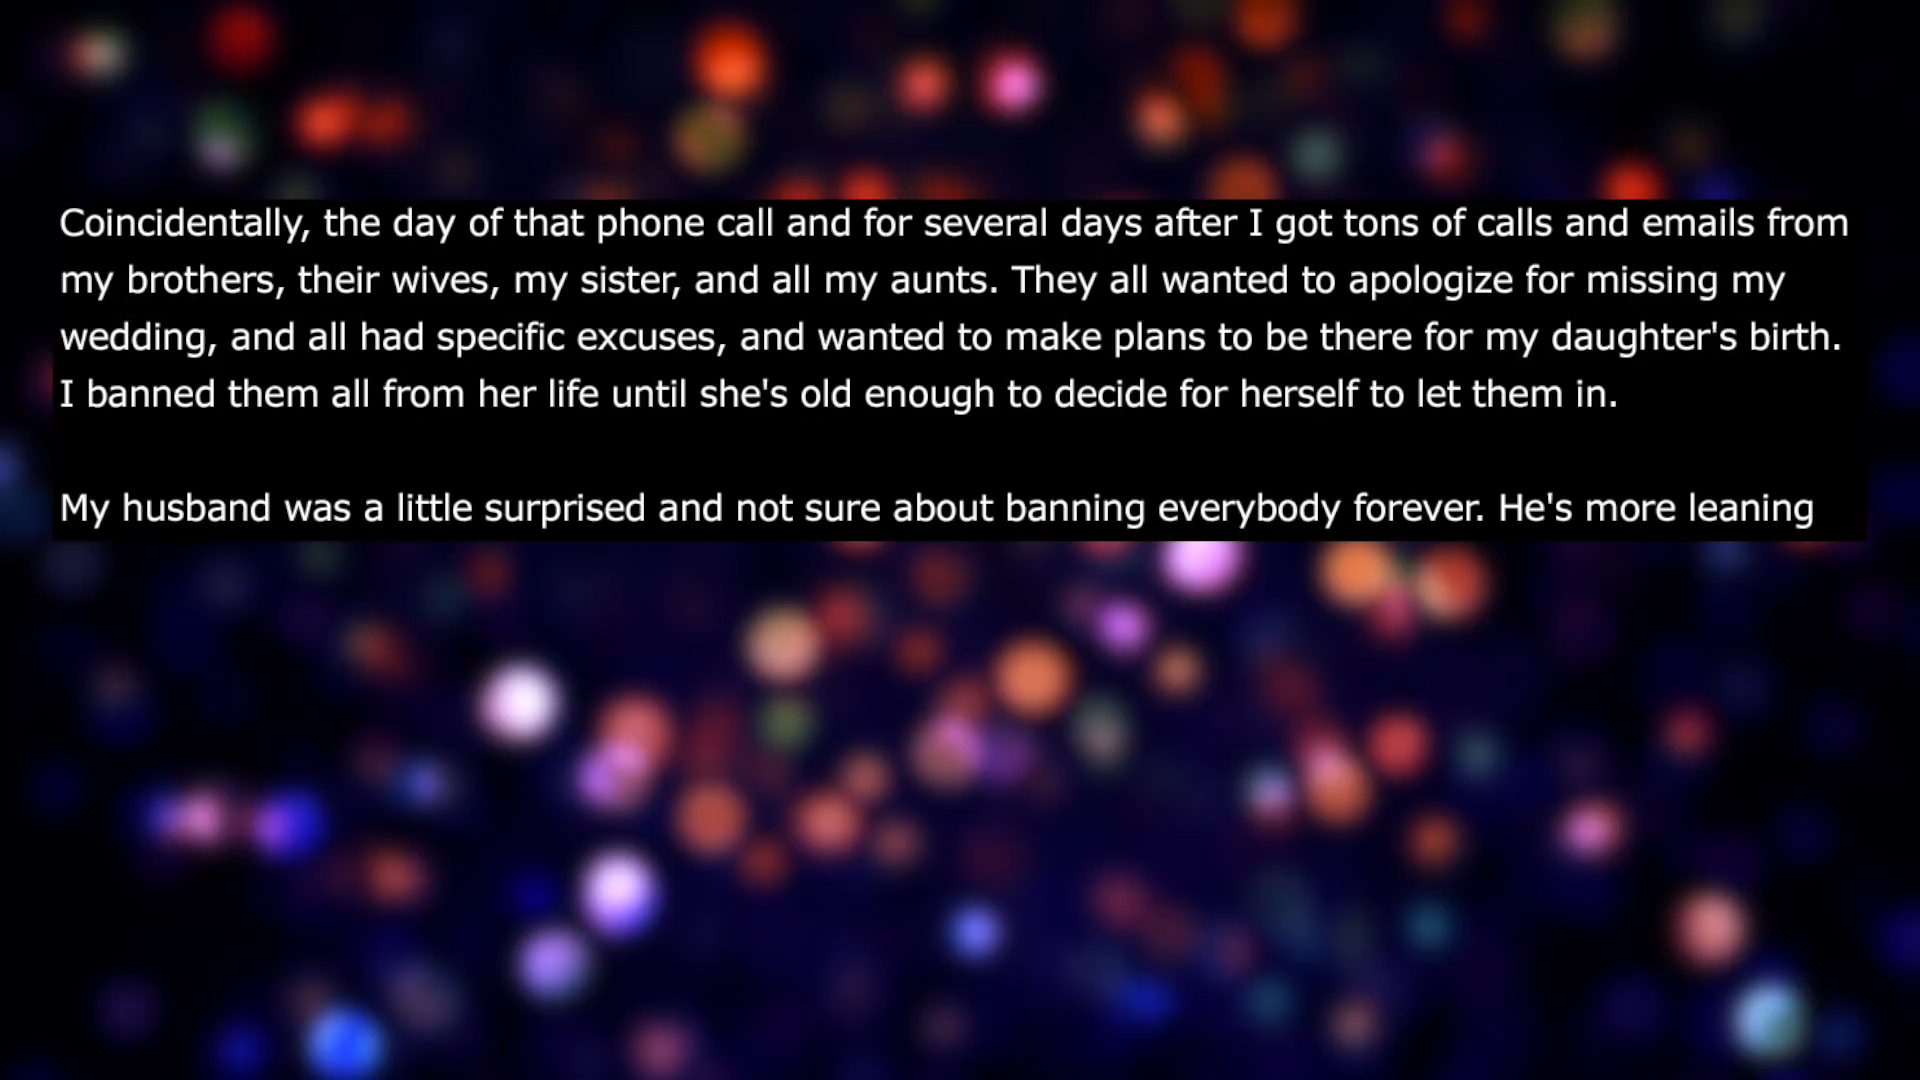 Coincidentally, the day of that phone call and for several days after I got tons of calls and emails from
my brothers, their wives, my sister, and all my aunts. They all wanted to apologize for missing my
wedding, and all had specific excuses, and wanted to make plans to be there for my daughter's birth.
I banned them all from her life until she's old enough to decide for herself to let them in.
My husband was a little surprised and not sure about banning everybody forever. He's more leaning